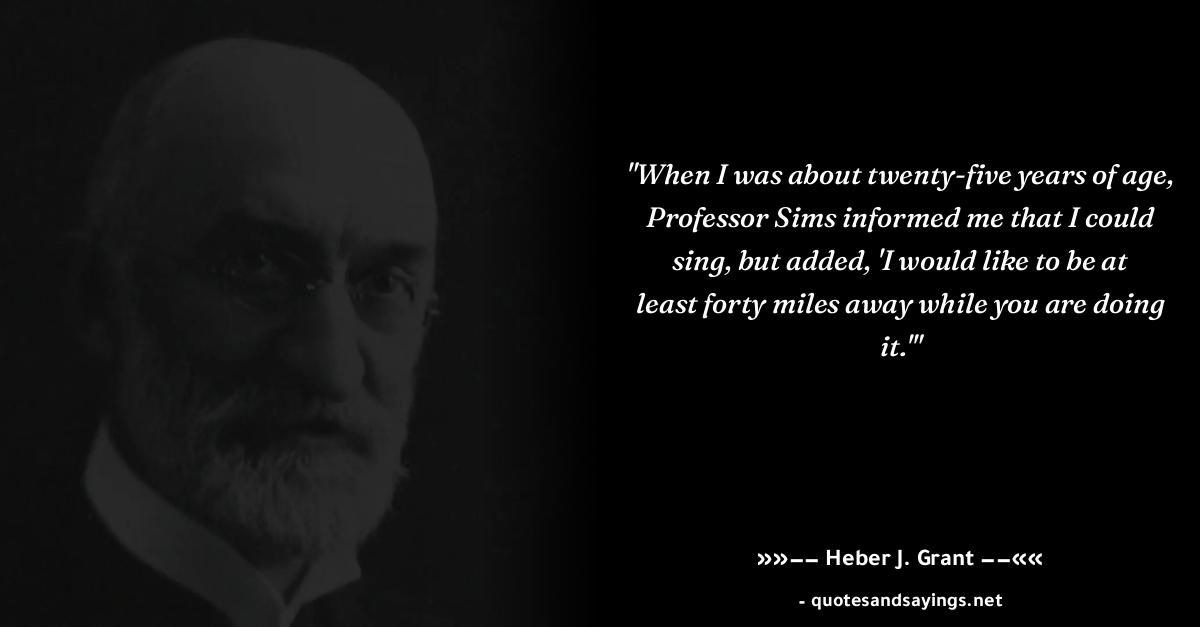 "When I was about twenty-five years of age,
Professor Sims informed me that I could
sing, but added, 'I would like to be at
least forty miles away while you are doing
it.'"
»»−− Heber J. Grant −−««
- quotesandsayings.net